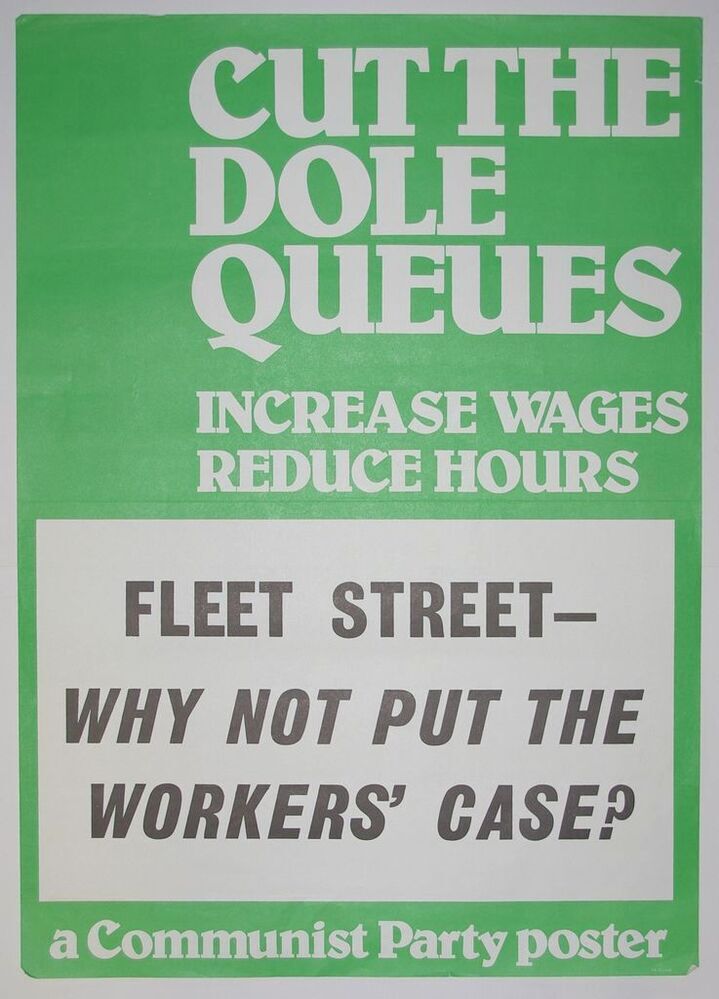 CUT THE
DOLE
QUEUES
INCREASE WAGES
REDUCE HOURS
FLEET STREET—
WHY NOT PUT THE
WORKERS' CASE?
a Communist Party poster